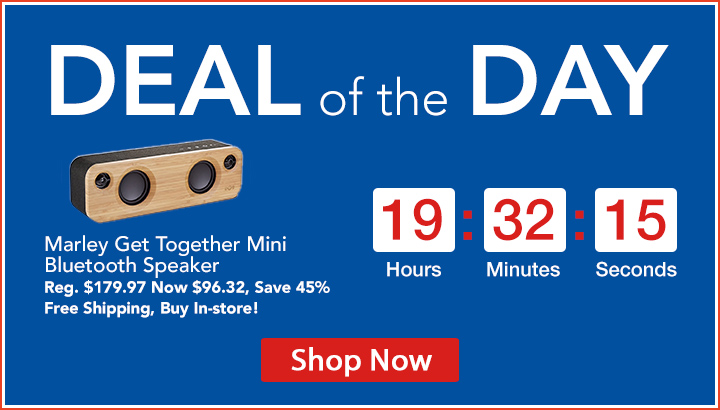 DEAL of the DAY
Marley Get Together Mini
Bluetooth Speaker
Reg. $179.97 Now $96.32, Save 45%
Free Shipping, Buy In-store!
19 : 32 : 15
Hours Minutes Seconds
Shop Now